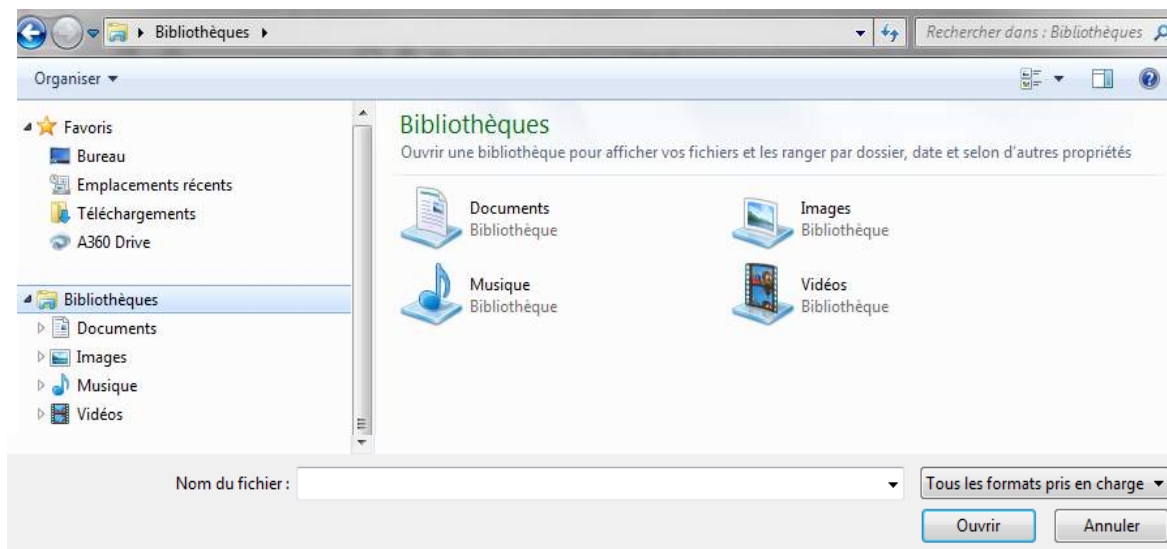 Bibliothèques
Rechercher dans : Bibliothèques
Organiser
Favoris
Bureau
Emplacements récents
Téléchargements
A360 Drive
Bibliothèques
Documents
Images
Musique
Vidéos
Bibliothèques
Ouvrir une bibliothèque pour afficher vos fichiers et les ranger par dossier, date et selon d'autres propriétés
Documents
Bibliothèque
Images
Bibliothèque
Musique
Bibliothèque
Vidéos
Bibliothèque
Nom du fichier :
Tous les formats pris en charge
Ouvrir
Annuler